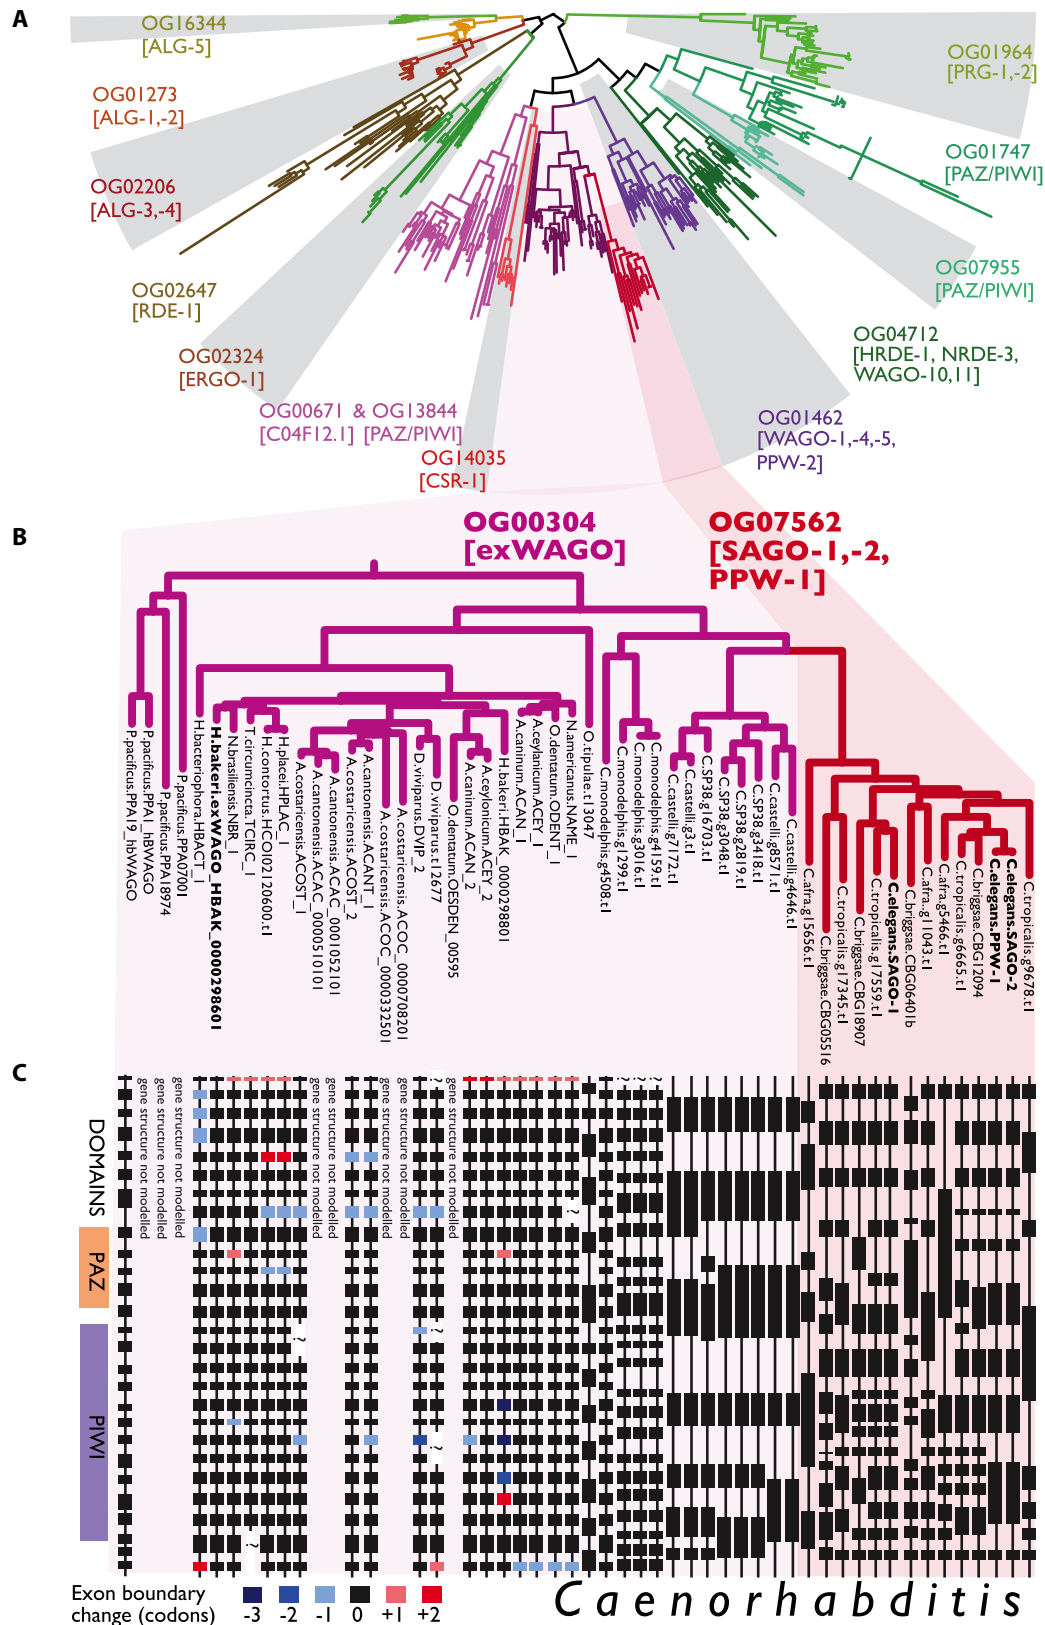 A
OG16344
[ALG-5]
OG01273
[ALG-1,-2]
OG02206
[ALG-3,-4]
OG02647
[RDE-1]
OG02324
[ERGO-1]
OG00671 & OG13844
[C04F12.1] [PAZ/PIWI]
OG14035
[CSR-1]
OG01964
[PRG-1,-2]
OG01747
[PAZ/PIWI]
OG07955
[PAZ/PIWI]
OG04712
[HRDE-1, NRDE-3,
WAGO-10,11]
OG01462
[WAGO-1,-4,-5,
PPW-2]
B
OG00304
[exWAGO]
OG07562
[SAGO-1,-2,
PPW-1]
P.pacificus.PPA19_hbWAGO
P.pacificus.PPA1_hBWAGO
P.pacificus.PPA18974
P.pacificus.PPA07001
H.bacteriophora.HBACT_1
H.bakeri.exWAGO_HBAK_0000298601
N.brasiliensis.NBR_1
T.circumcincta.TCIRC_1
H.contortus.HCOI02120600.t1
H.placei.HPLAC_1
A.costaricensis.ACOST_1
A.cantonensis.ACAC_0000510101
A.cantonensis.ACAC_0001052101
A.costaricensis.ACOST_2
A.cantonensis.ACANT_1
A.costaricensis.ACOC_0000332501
A.costaricensis.ACOC_0000708201
D.viviparus.DVIP_2
D.viviparus.t12677
O.dentatum.OESDEN_00595
A.caninum.ACAN_2
A.ceylonicum.ACEY_2
H.bakeri.HBAK_0000298801
A.caninum.ACAN_1
A.ceylanicum.ACEY_1
O.dentatum.ODENT_1
N.americanus.NAME_1
O.tipulae.t13047
C.monodelphis.g4508.t1
C.monodelphis.g1299.t1
C.monodelphis.g3016.t1
C.monodelphis.g4159.t1
C.castelli.g7172.t1
C.castelli.g3.t1
C.SP38.g16703.t1
C.SP38.g3048.t1
C.SP38.g2819.t1
C.SP38.g3418.t1
C.castelli.g8571.t1
C.castelli.g4646.t1
C.afra.g15656.t1
C.briggsae.CBG05516
C.tropicalis.g17345.t1
C.briggsae.CBG18907
C.tropicalis.g17559.t1
C.elegans.SAGO-1
C.briggsae.CBG06401b
C.afra..g11043.t1
C.afra.g5466.t1
C.tropicalis.g6665.t1
C.briggsae.CBG12094
C.elegans.PPW-1
C.elegans.SAGO-2
C.tropicalis.g9678.t1
C
DOMAINS
PAZ
PIWI
gene structure not modelled
gene structure not modelled
gene structure not modelled
gene structure not modelled
gene structure not modelled
gene structure not modelled
gene structure not modelled
gene structure not modelled
?
?
?
?
?
?
?
?
?
Exon boundary
change (codons)
-3 -2 -1 0 +1 +2
Caenorhabditis